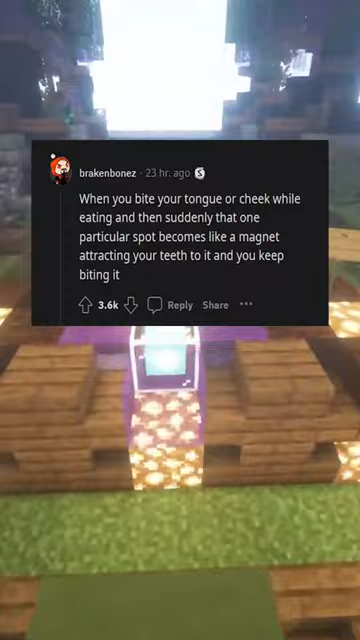 brakenbonez · 23 hr. ago
When you bite your tongue or cheek while
eating and then suddenly that one
particular spot becomes like a magnet
attracting your teeth to it and you keep
biting it
3.6k Reply Share ···